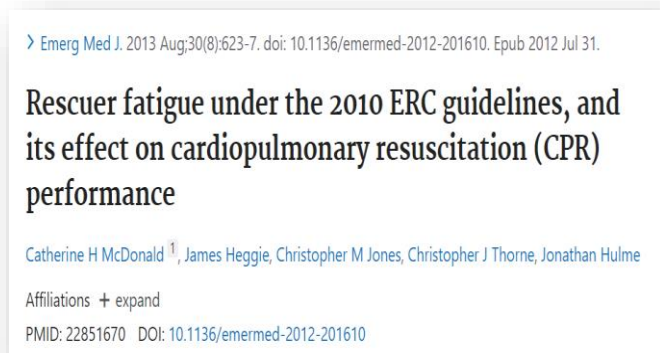 > Emerg Med J. 2013 Aug;30(8):623-7. doi: 10.1136/emermed-2012-201610. Epub 2012 Jul 31.
Rescuer fatigue under the 2010 ERC guidelines, and
its effect on cardiopulmonary resuscitation (CPR)
performance
Catherine H McDonald 1, James Heggie, Christopher M Jones, Christopher J Thorne, Jonathan Hulme
Affiliations + expand
PMID: 22851670 DOI: 10.1136/emermed-2012-201610